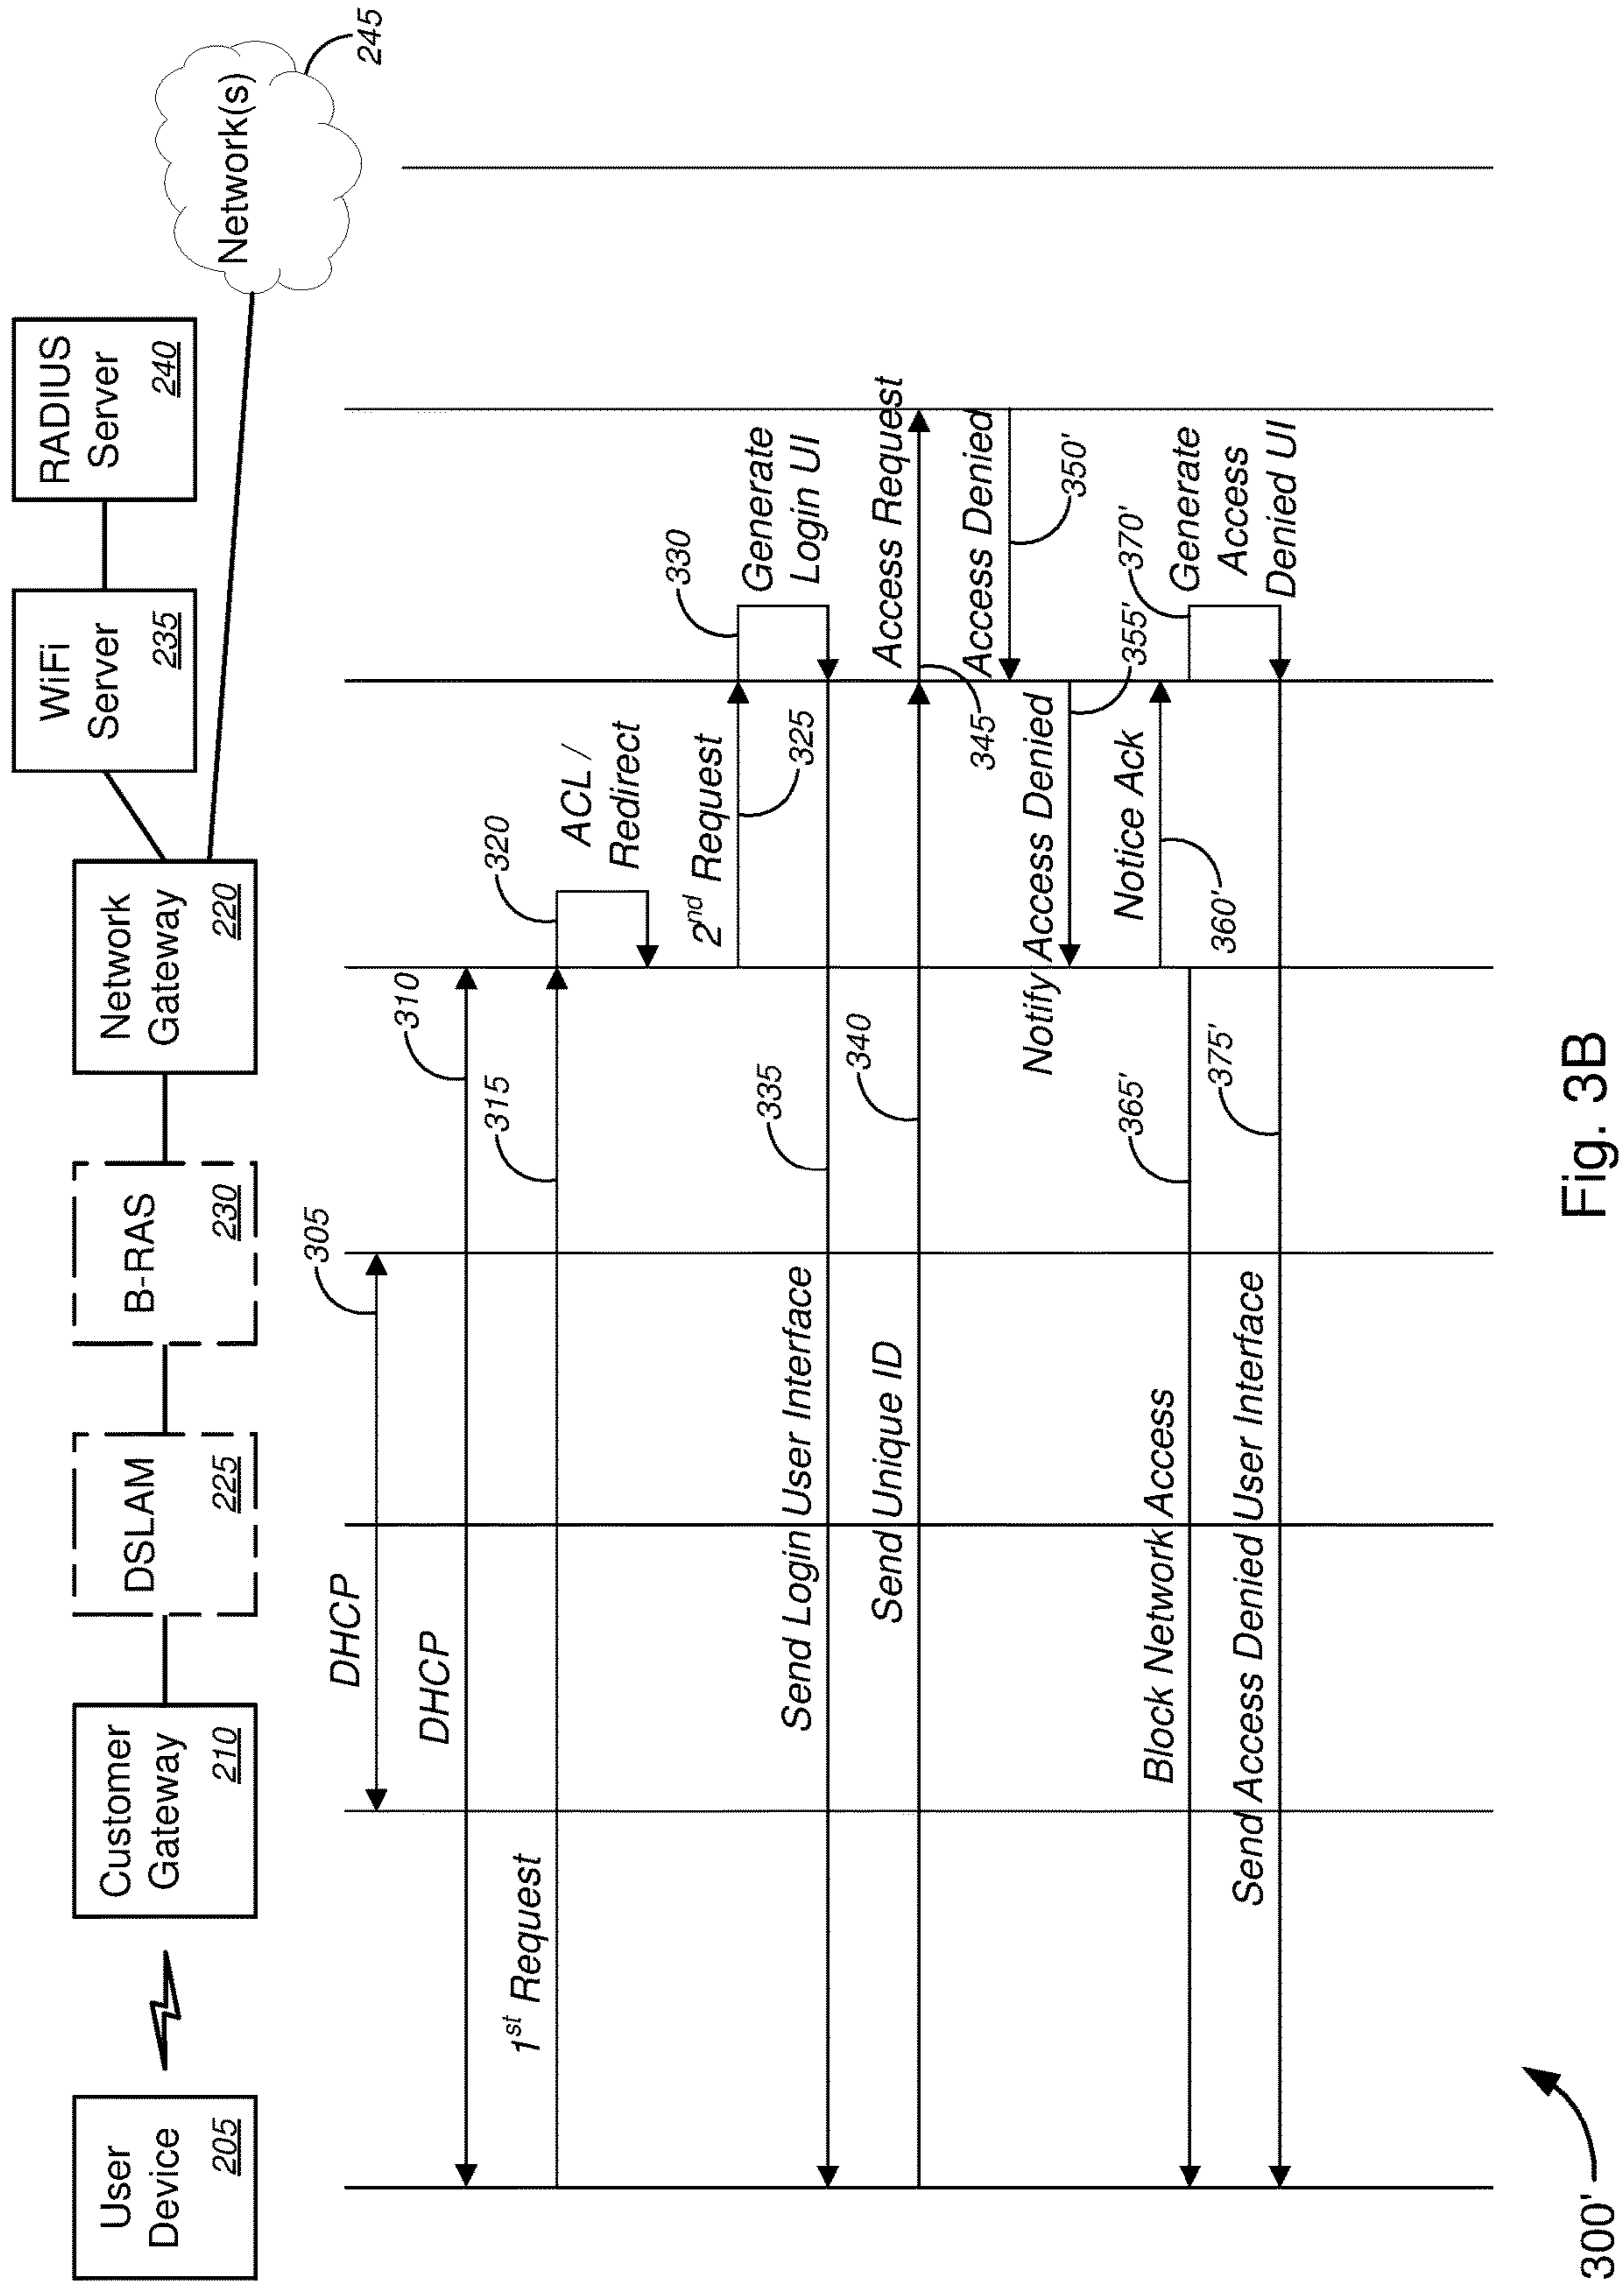 User
Device
205
Customer
Gateway
210
DSLAM
225
B-RAS
230
Network
Gateway
220
WiFi
Server
235
RADIUS
Server
240
Network(s)
245
DHCP
305
DHCP
310
1st Request
315
320
ACL /
Redirect
2nd Request
325
330
Generate
Login UI
Send Login User Interface
335
Send Unique ID
340
Access Request
345
Access Denied
350'
Notify Access Denied
355'
Notice Ack
360'
Block Network Access
365'
370'
Generate
Access
Denied UI
Send Access Denied User Interface
375'
300'
Fig. 3B